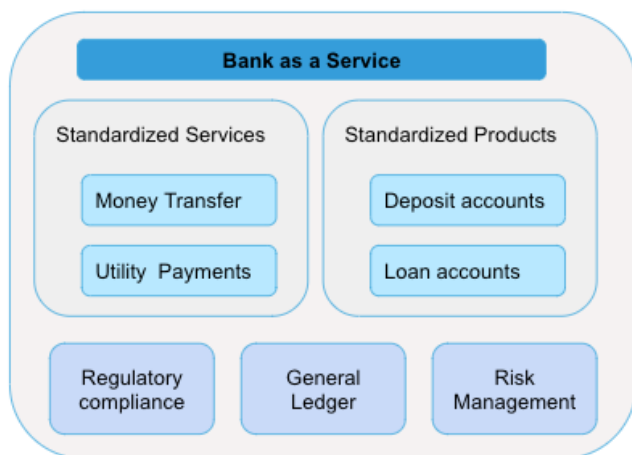 Bank as a Service
Standardized Services
Money Transfer
Utility Payments
Standardized Products
Deposit accounts
Loan accounts
Regulatory
compliance
General
Ledger
Risk
Management